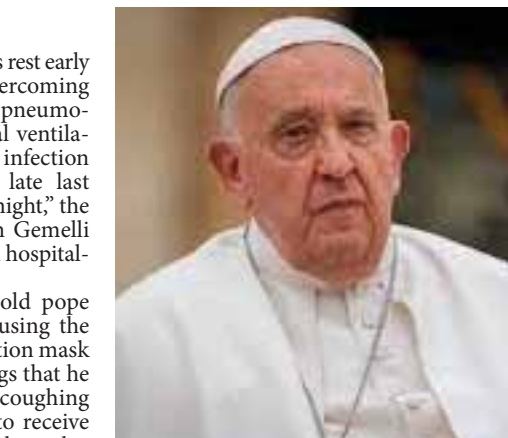 s rest early
ercoming
pneumo-
al ventila-
infection
late last
night,” the
n Gemelli
hospital-
old pope
using the
tion mask
gs that he
coughing
to receive